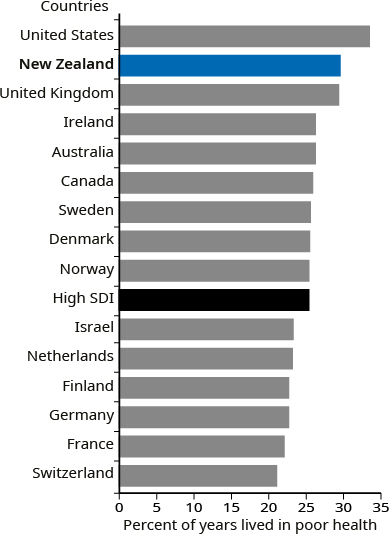 Countries
United States
New Zealand
United Kingdom
Ireland
Australia
Canada
Sweden
Denmark
Norway
High SDI
Israel
Netherlands
Finland
Germany
France
Switzerland
0 5 10 15 20 25 30 35
Percent of years lived in poor health